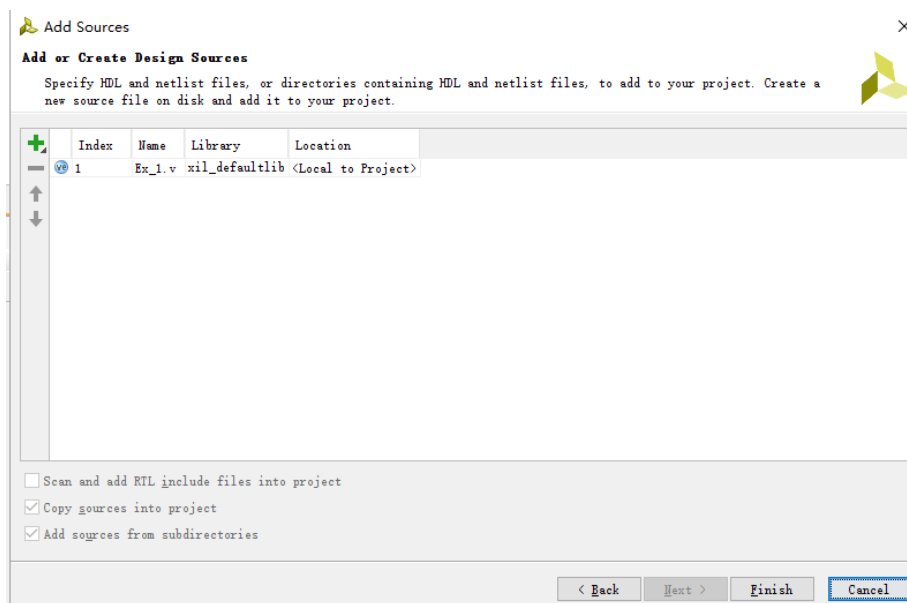 Add Sources
Add or Create Design Sources
Specify HDL and netlist files, or directories containing HDL and netlist files, to add to your project. Create a
new source file on disk and add it to your project.
Index Name Library Location
1 Ex_1.v xil_defaultlib <Local to Project>
Scan and add RTL include files into project
Copy sources into project
Add sources from subdirectories
< Back Next > Finish Cancel